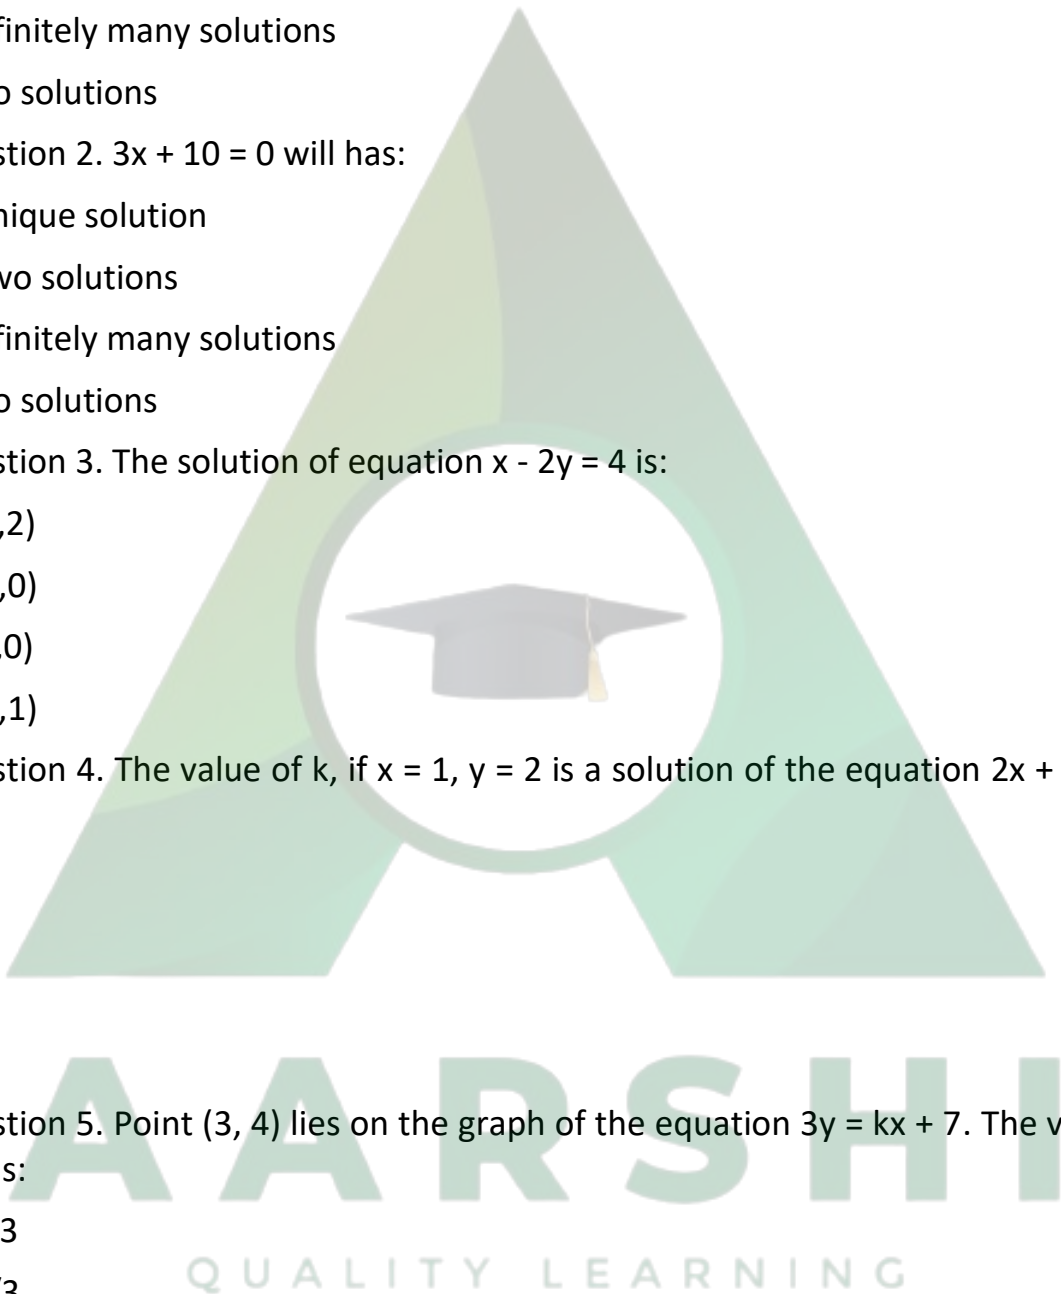 finitely many solutions
o solutions
stion 2. 3x + 10 = 0 will has:
nique solution
wo solutions
finitely many solutions
o solutions
stion 3. The solution of equation x - 2y = 4 is:
,2)
,0)
,0)
,1)
stion 4. The value of k, if x = 1, y = 2 is a solution of the equation 2x +
stion 5. Point (3, 4) lies on the graph of the equation 3y = kx + 7. The v
s:
3
/3
AARSHI
QUALITY LEARNING